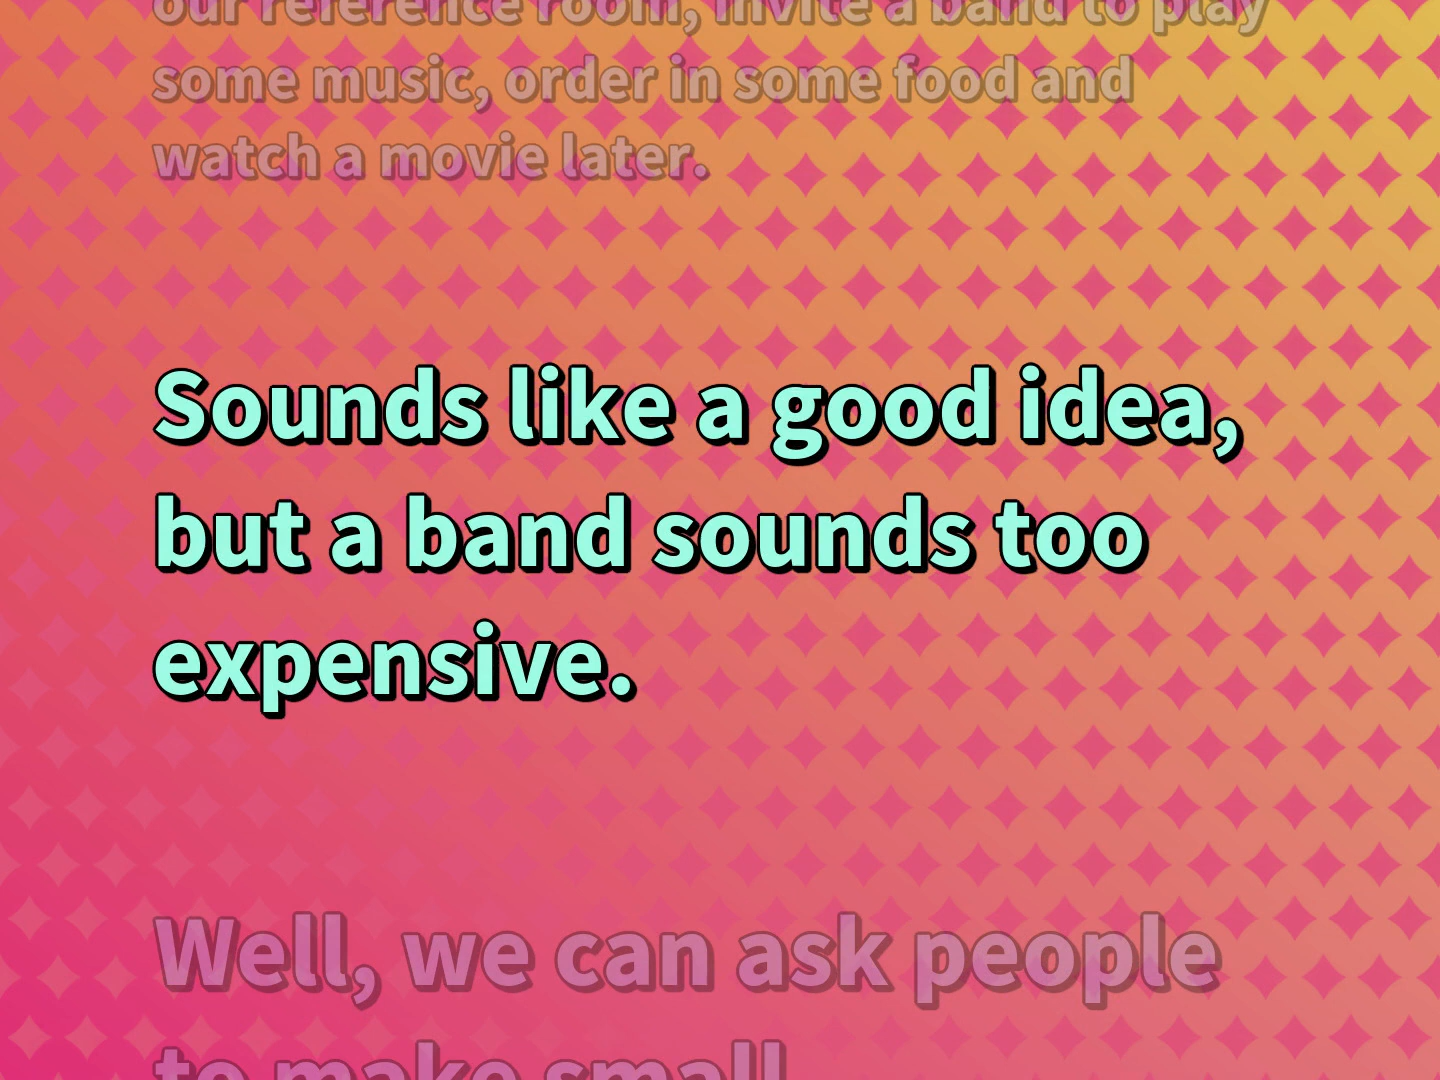 our reference room, invite a band to play
some music, order in some food and
watch a movie later.
Sounds like a good idea,
but a band sounds too
expensive.
Well, we can ask people
to make small